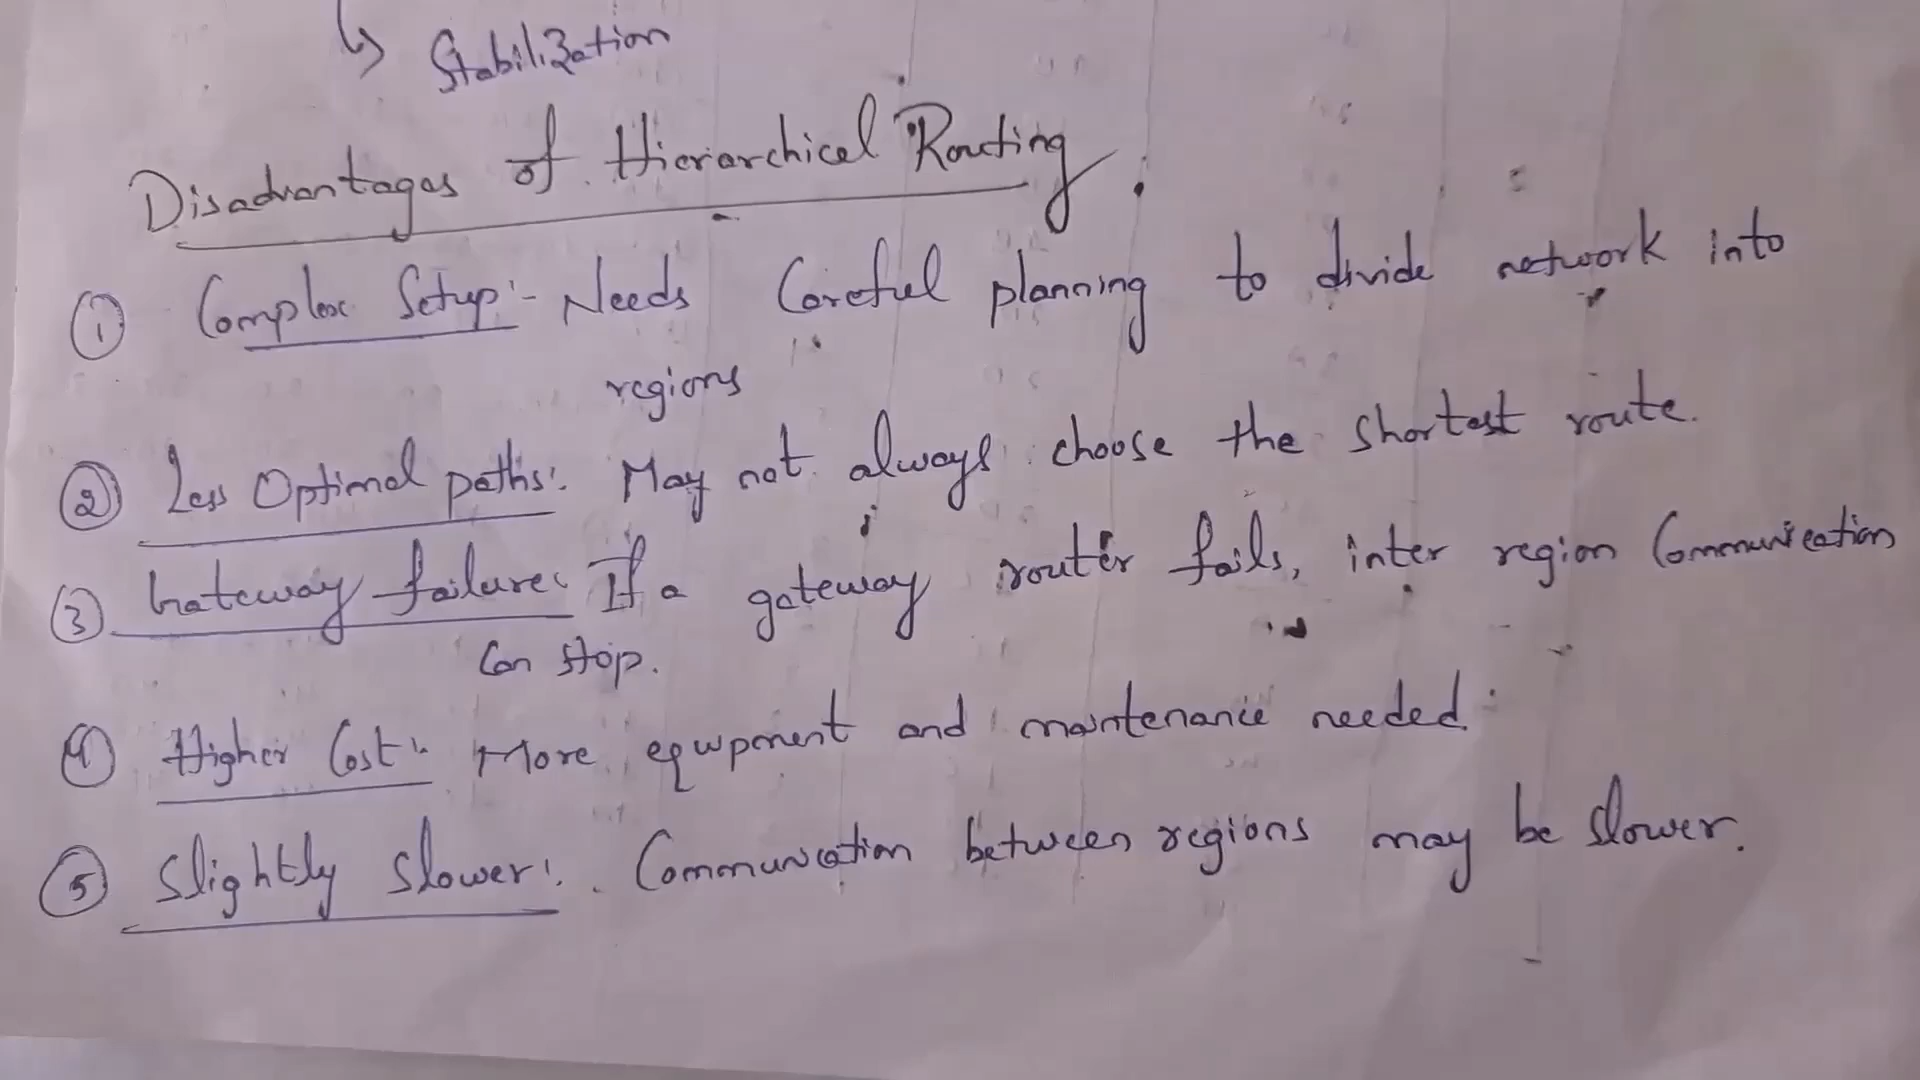 ↳ Stabilization
Disadvantages of Hierarchical Routing
① Complex Setup:- Needs Careful planning to divide network into
regions
② Less Optimal paths: May not always choose the shortest route.
③ Gateway failure: If a gateway router fails, inter region Communication
Can stop.
④ Higher Cost: More equipment and maintenance needed.
⑤ Slightly slower: Communication between regions may be slower.